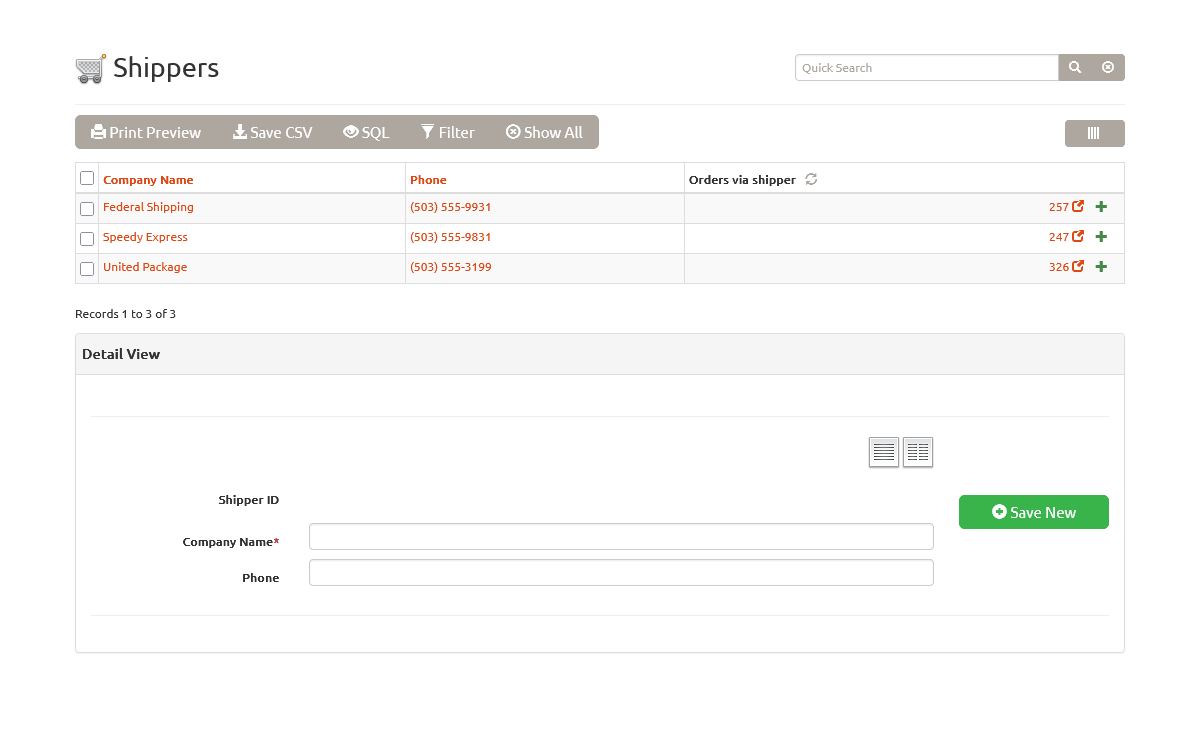 Shippers
Quick Search
Print Preview Save CSV SQL Filter Show All
Company Name Phone Orders via shipper
Federal Shipping (503) 555-9931 257
Speedy Express (503) 555-9831 247
United Package (503) 555-3199 326
Records 1 to 3 of 3
Detail View
Shipper ID
Save New
Company Name*
Phone